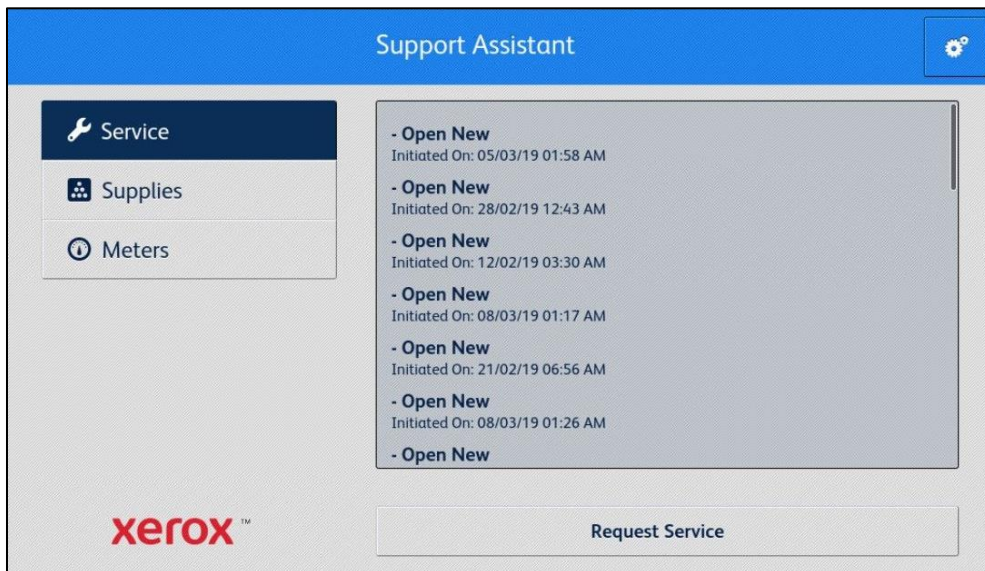 Support Assistant
Service
Supplies
Meters
- Open New
Initiated On: 05/03/19 01:58 AM
- Open New
Initiated On: 28/02/19 12:43 AM
- Open New
Initiated On: 12/02/19 03:30 AM
- Open New
Initiated On: 08/03/19 01:17 AM
- Open New
Initiated On: 21/02/19 06:56 AM
- Open New
Initiated On: 08/03/19 01:26 AM
- Open New
xerox™
Request Service